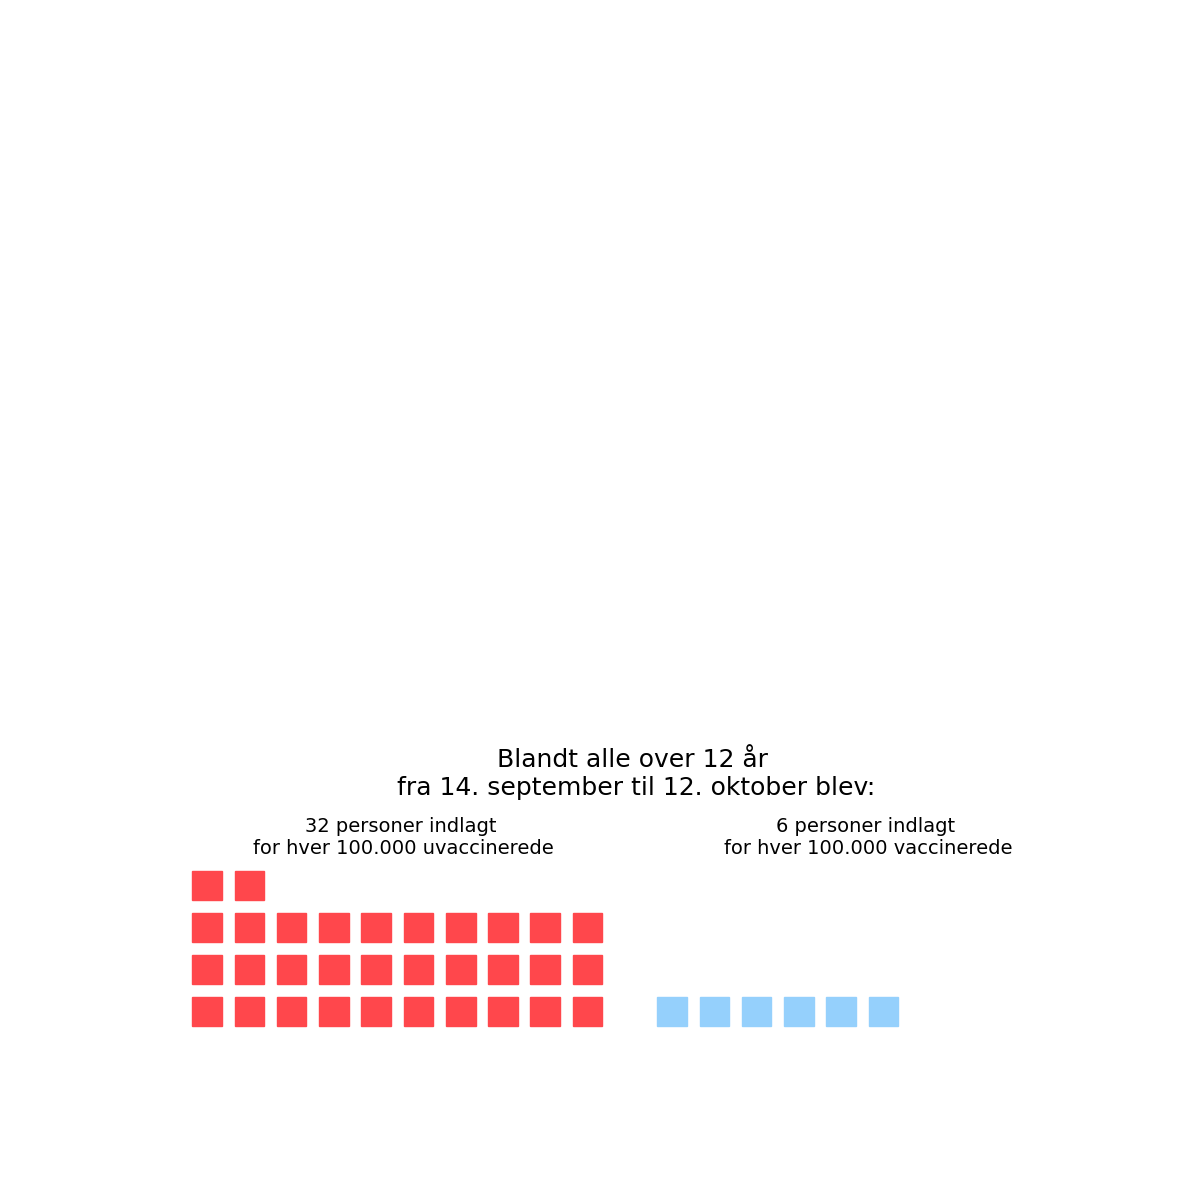 Blandt alle over 12 år
fra 14. september til 12. oktober blev:
32 personer indlagt
for hver 100.000 uvaccinerede
6 personer indlagt
for hver 100.000 vaccinerede